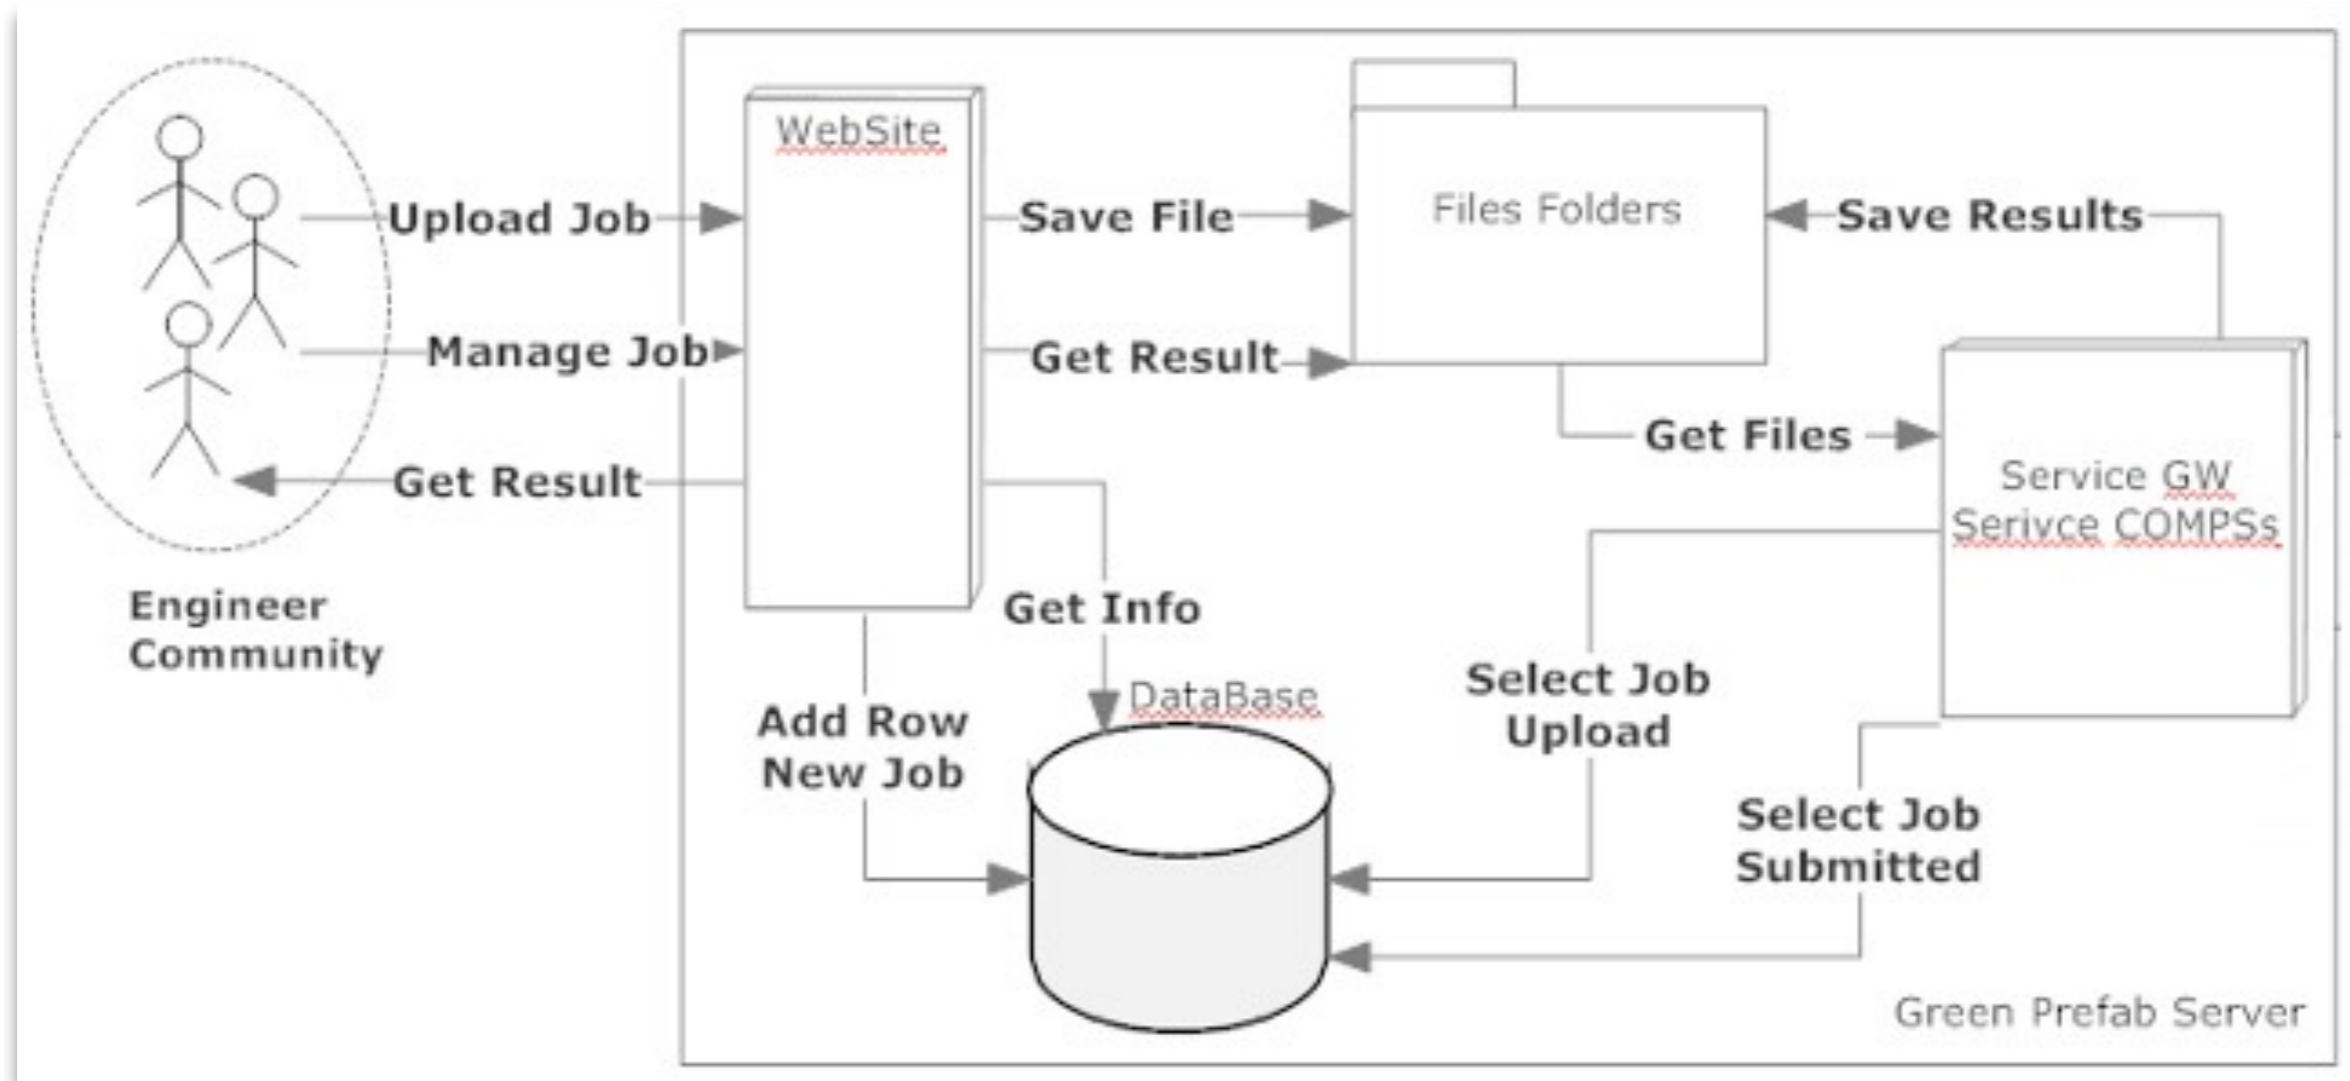 WebSite
Files Folders
Upload Job
Save File
Save Results
Manage Job
Get Result
Get Files
Get Result
Service GW
Serivce COMPSs
Engineer
Community
Get Info
Select Job
Upload
DataBase
Add Row
New Job
Select Job
Submitted
Green Prefab Server